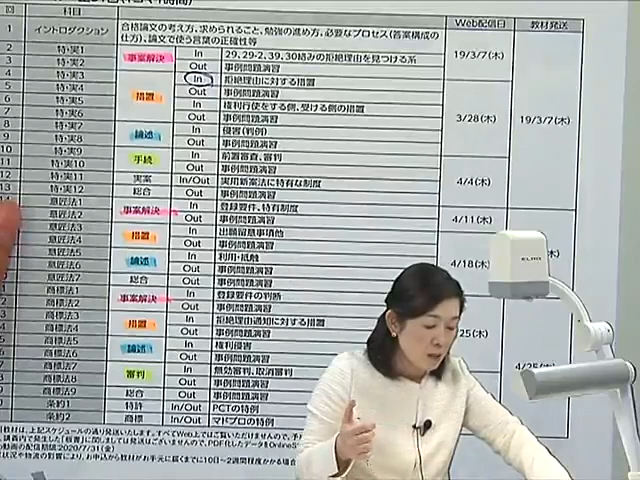 回 科目 Web配信日 教材発送
1 イントロダクション 合格論文の考え方、求められること、勉強の進め方、必要なプロセス(答案構成の
仕方)、論文で使う言葉の正確性等
2 特・実1 事案解決 In 29、29-2、39、30絡みの拒絶理由を見つける系 19/3/7(木)
3 特・実2 Out 事例問題演習
4 特・実3 措置 In 拒絶理由に対する措置 3/28(木) 19/3/7(木)
5 特・実4 Out 事例問題演習
6 特・実5 In 権利行使をする側、受ける側の措置
7 特・実6 Out 事例問題演習
8 特・実7 論述 In 侵害(判例)
9 特・実8 Out 事例問題演習
10 特・実9 手続 In 前置審査、審判
11 特・実10 Out 事例問題演習 4/4(木)
12 特・実11 実案 In/Out 実用新案法に特有な制度
13 特・実12 総合 Out 事例問題演習
意匠法1 事案解決 In 登録要件、特有制度 4/11(木)
意匠法2 Out 事例問題演習
意匠法3 措置 In 出願留意事項他
意匠法4 Out 事例問題演習 4/18(木)
意匠法5 論述 In 利用・抵触
意匠法6 Out 事例問題演習
意匠法7 総合 Out 事例問題演習
商標法1 事案解決 In 登録要件の判断
商標法2 Out 事例問題演習
商標法3 措置 In 拒絶理由通知に対する措置 25(木)
商標法4 Out 事例問題演習
商標法5 論述 In 権利侵害
商標法6 Out 事例問題演習
商標法7 審判 In 無効審判、取消審判
商標法8 Out 事例問題演習
商標法9 総合 Out 事例問題演習
条約1 特許 In/Out PCTの特例
条約2 商標 In/Out マドプロの特例
ELMO